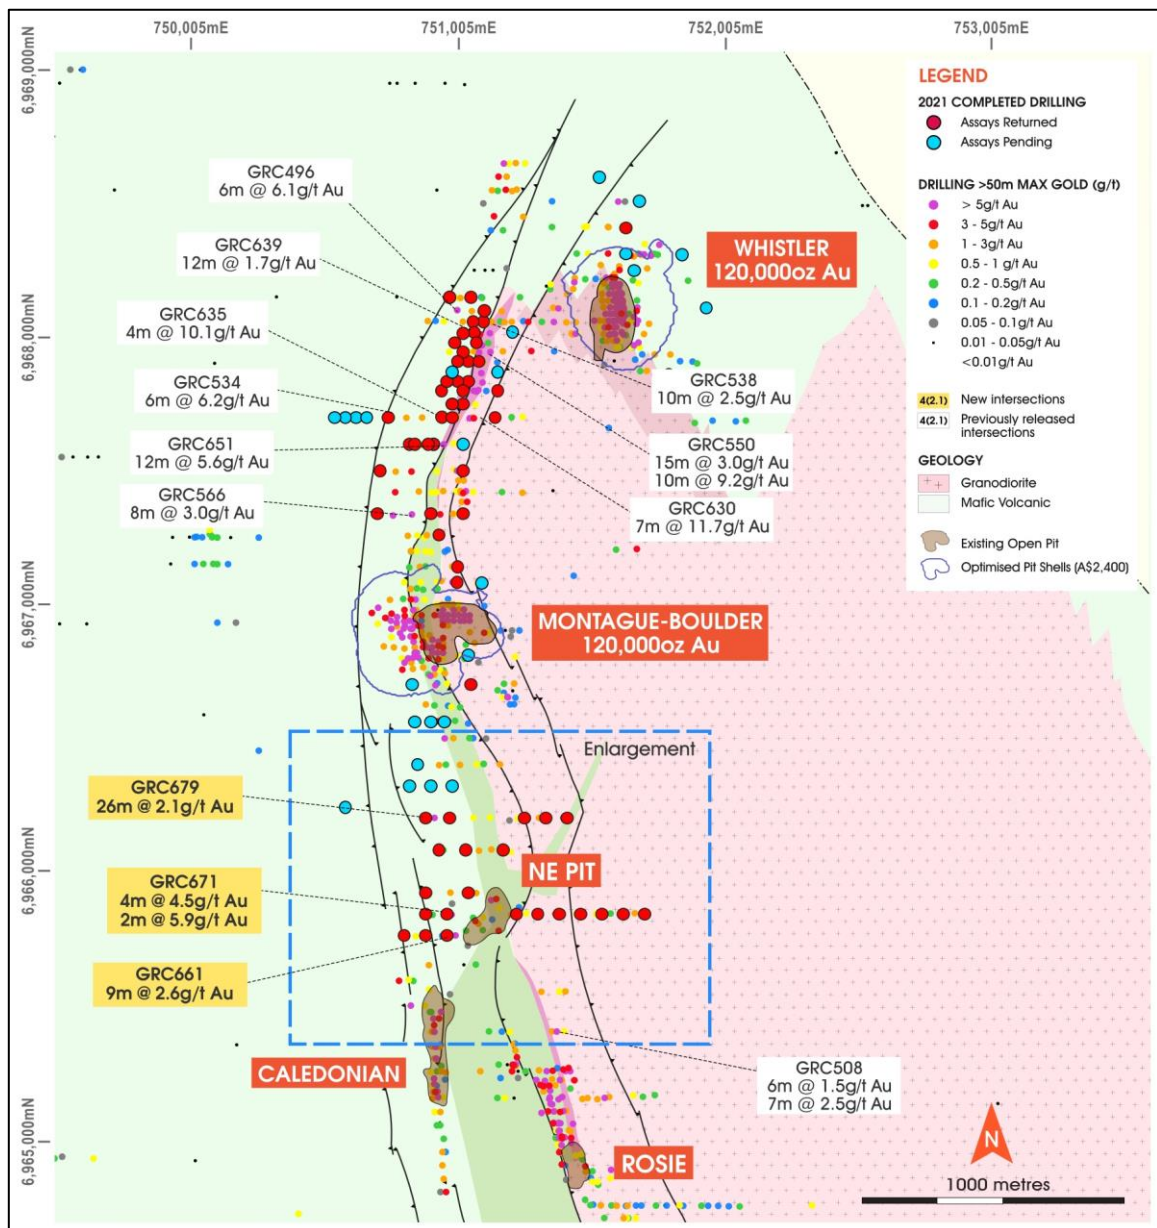 750,005mE
751,005mE
752,005mE
753,005mE
6,969,000mN
6,968,000mN
6,967,000mN
6,966,000mN
6,965,000mN
GRC496
6m @ 6.1g/t Au
GRC639
12m @ 1.7g/t Au
GRC635
4m @ 10.1g/t Au
GRC534
6m @ 6.2g/t Au
GRC651
12m @ 5.6g/t Au
GRC566
8m @ 3.0g/t Au
WHISTLER
120,000oz Au
GRC538
10m @ 2.5g/t Au
GRC550
15m @ 3.0g/t Au
10m @ 9.2g/t Au
GRC630
7m @ 11.7g/t Au
MONTAGUE-BOULDER
120,000oz Au
Enlargement
GRC679
26m @ 2.1g/t Au
NE PIT
GRC671
4m @ 4.5g/t Au
2m @ 5.9g/t Au
GRC661
9m @ 2.6g/t Au
CALEDONIAN
GRC508
6m @ 1.5g/t Au
7m @ 2.5g/t Au
ROSIE
N
1000 metres
LEGEND
2021 COMPLETED DRILLING
Assays Returned
Assays Pending
DRILLING >50m MAX GOLD (g/t)
> 5g/t Au
3 - 5g/t Au
1 - 3g/t Au
0.5 - 1 g/t Au
0.2 - 0.5g/t Au
0.1 - 0.2g/t Au
0.05 - 0.1g/t Au
0.01 - 0.05g/t Au
<0.01g/t Au
4(2.1) New intersections
4(2.1) Previously released
intersections
GEOLOGY
Granodiorite
Mafic Volcanic
Existing Open Pit
Optimised Pit Shells (A$2,400)